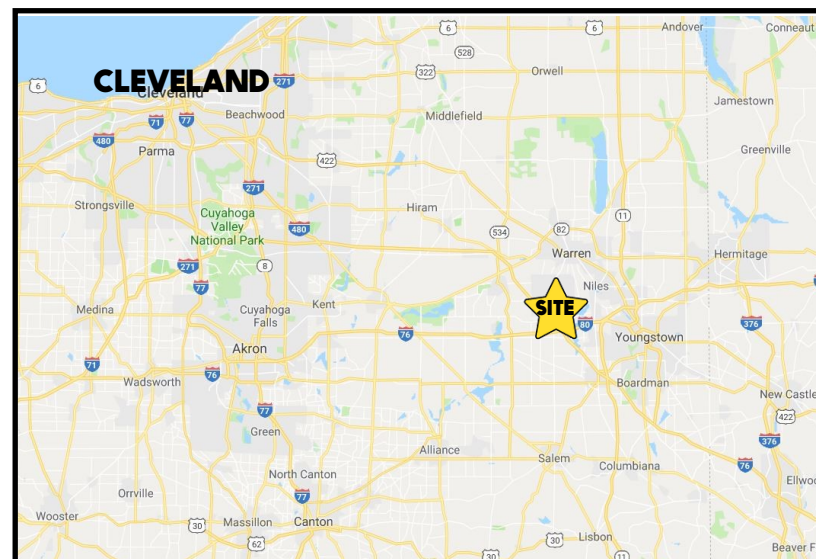 6
Andover
Conneaut
528
322
Orwell
271
CLEVELAND
Cleveland
6
Jamestown
Beachwood
Middlefield
71
77
480
Parma
422
Greenville
271
Strongsville
Hiram
Cuyahoga
Valley
National Park
11
480
534
82
Warren
Hermitage
271
8
77
Niles
Medina
Cuyahoga
Falls
Kent
SITE
80
376
76
Youngstown
Akron
71
Wadsworth
76
Boardman
77
New Castle
422
Green
376
Alliance
Salem
Columbiana
76
North Canton
77
Orrville
Wooster
30
Massillon
Canton
62
30
30
11
Lisbon